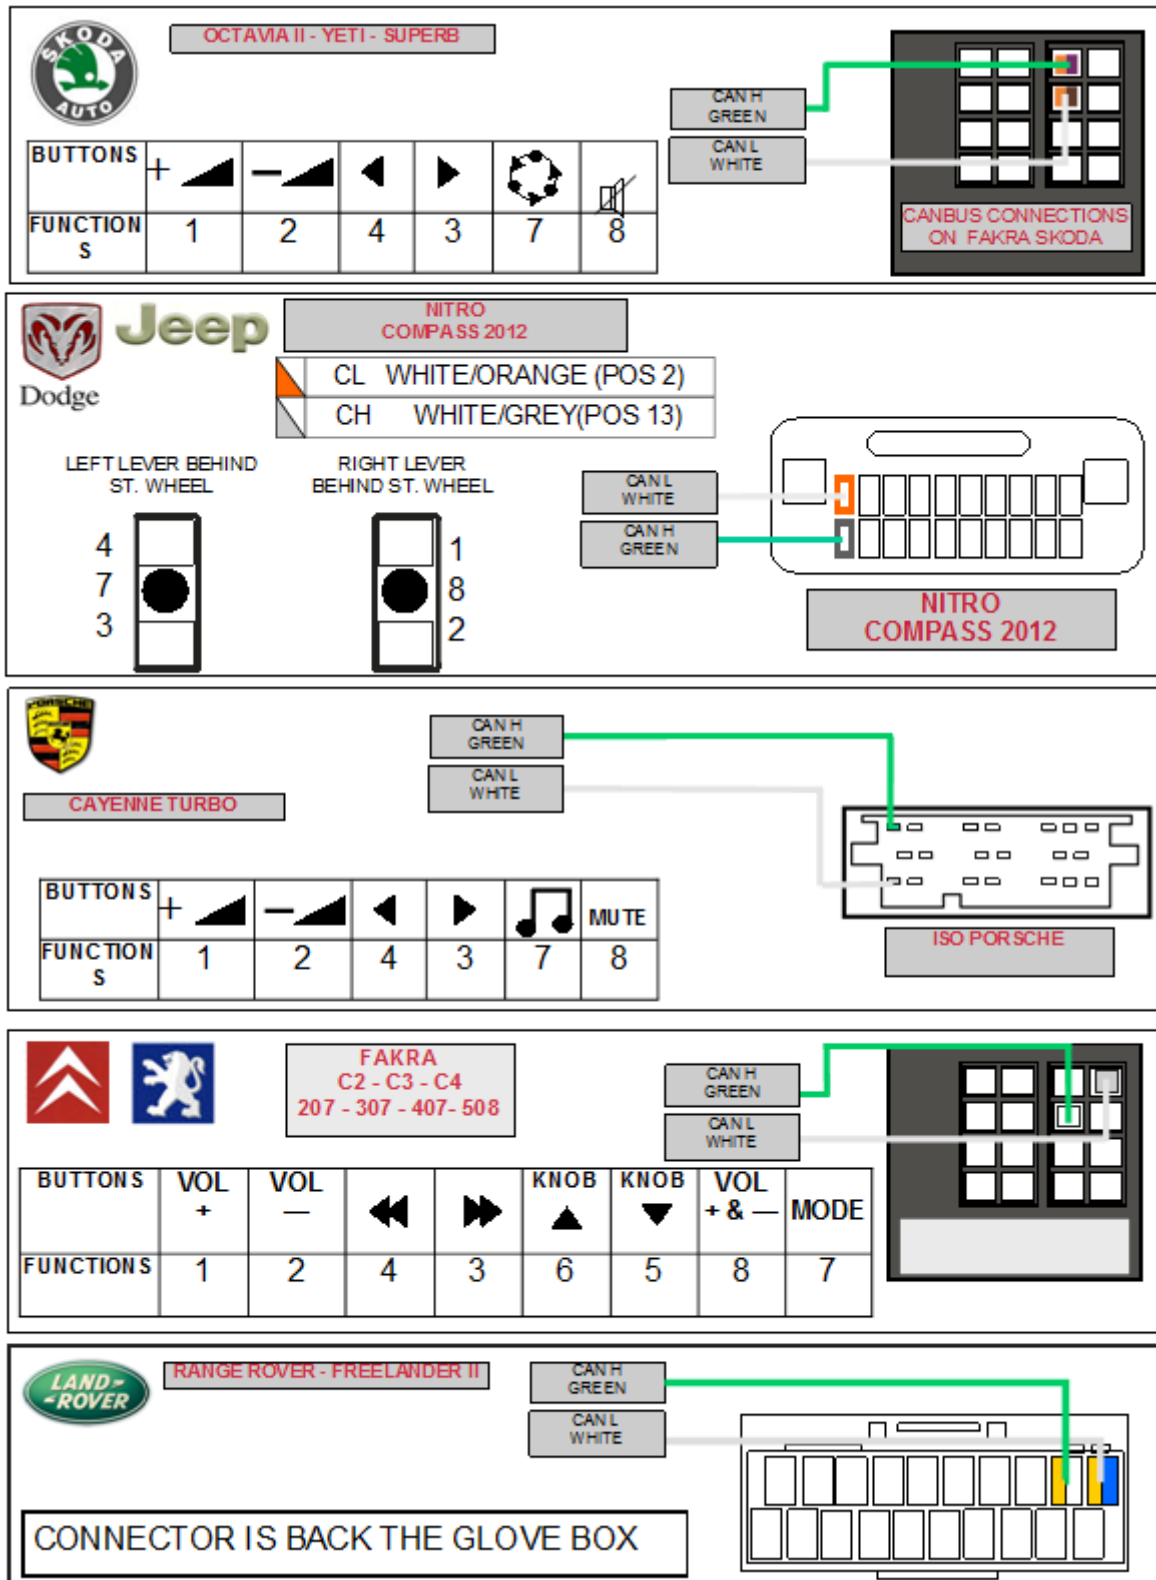 SKODA
AUTO
OCTAVIA II - YETI - SUPERB
CAN H
GREEN
CAN L
WHITE
BUTTONS + −
FUNCTION
S 1 2 4 3 7 8
CANBUS CONNECTIONS
ON FAKRA SKODA
Dodge
Jeep
NITRO
COMPASS 2012
CL WHITE/ORANGE (POS 2)
CH WHITE/GREY(POS 13)
LEFT LEVER BEHIND
ST. WHEEL
RIGHT LEVER
BEHIND ST. WHEEL
4
7
3
1
8
2
CAN L
WHITE
CAN H
GREEN
NITRO
COMPASS 2012
PORSCHE
CAYENNE TURBO
CAN H
GREEN
CAN L
WHITE
BUTTONS + − MUTE
FUNCTION
S 1 2 4 3 7 8
ISO PORSCHE
FAKRA
C2 - C3 - C4
207 - 307 - 407- 508
CAN H
GREEN
CAN L
WHITE
BUTTONS VOL + VOL — KNOB KNOB VOL + & — MODE
FUNCTIONS 1 2 4 3 6 5 8 7
LAND-
-ROVER
RANGE ROVER - FREELANDER II
CAN H
GREEN
CAN L
WHITE
CONNECTOR IS BACK THE GLOVE BOX